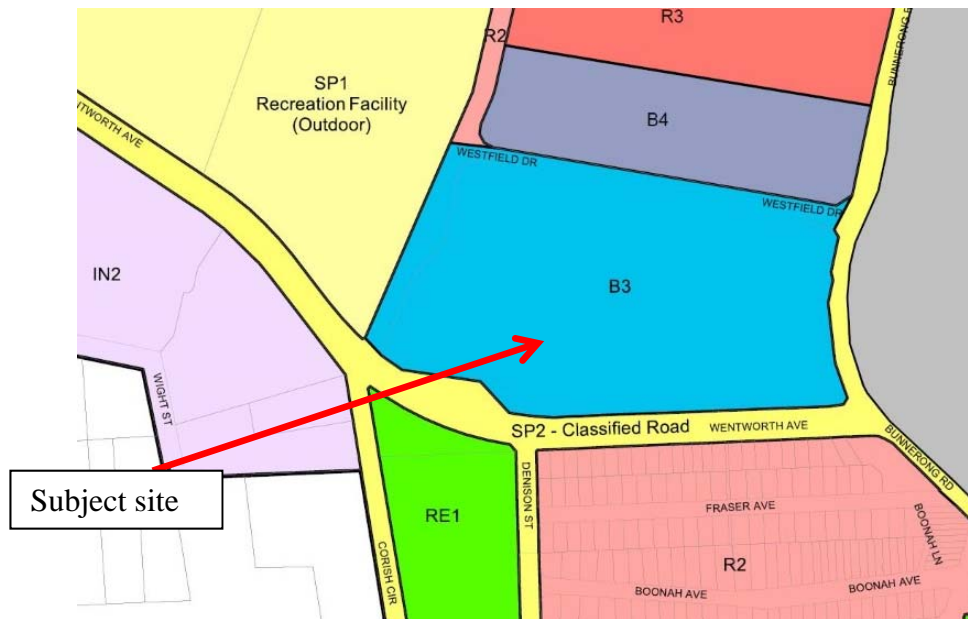 R3
R2
BUNNERONG R
SP1
Recreation Facility
(Outdoor)
B4
TWORTH AVE
WESTFIELD DR
WESTFIELD DR
IN2
B3
WIGHT ST
SP2 - Classified Road
WENTWORTH AVE
BUNNERONG RD
Subject site
DENISON ST
RE1
FRASER AVE
BOONAH LN
R2
CORISH CIR
BOONAH AVE
BOONAH AVE